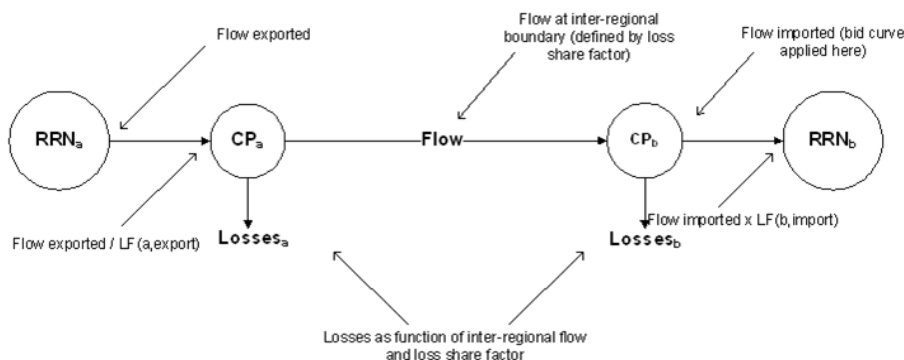 Flow exported
Flow at inter-regional
boundary (defined by loss
share factor)
Flow imported (bid curve
applied here)
RRNa
CPa
Flow
CPb
RRNb
Flow exported / LF(a,export)
Lossesa
Lossesb
Flow imported x LF(b,import)
Losses as function of inter-regional flow
and loss share factor